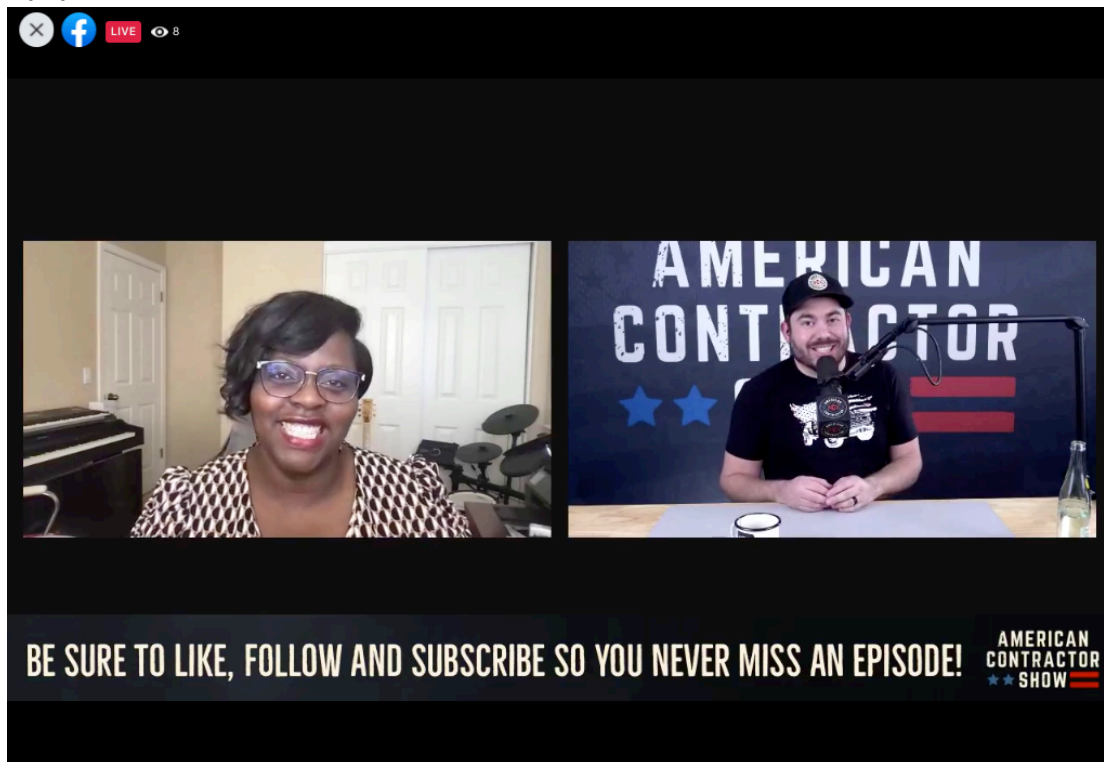 LIVE
8
AMERICAN
CONTRACTOR
BE SURE TO LIKE, FOLLOW AND SUBSCRIBE SO YOU NEVER MISS AN EPISODE!
AMERICAN
CONTRACTOR
SHOW